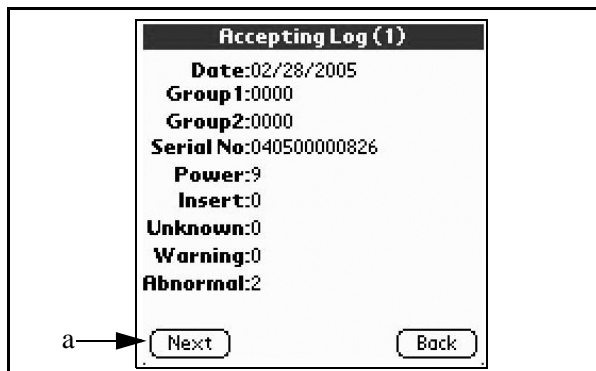 Accepting Log (1)
Date:02/28/2005
Group1:0000
Group2:0000
Serial No:040500000826
Power:9
Insert:0
Unknown:0
Warning:0
Abnormal:2
a
Next Back